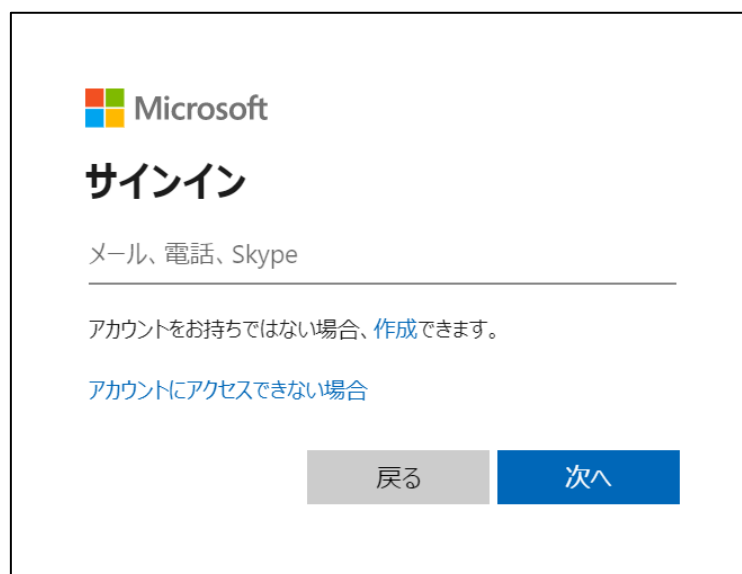 Microsoft
サインイン
メール、電話、Skype
アカウントをお持ちではない場合、作成できます。
アカウントにアクセスできない場合
戻る
次へ